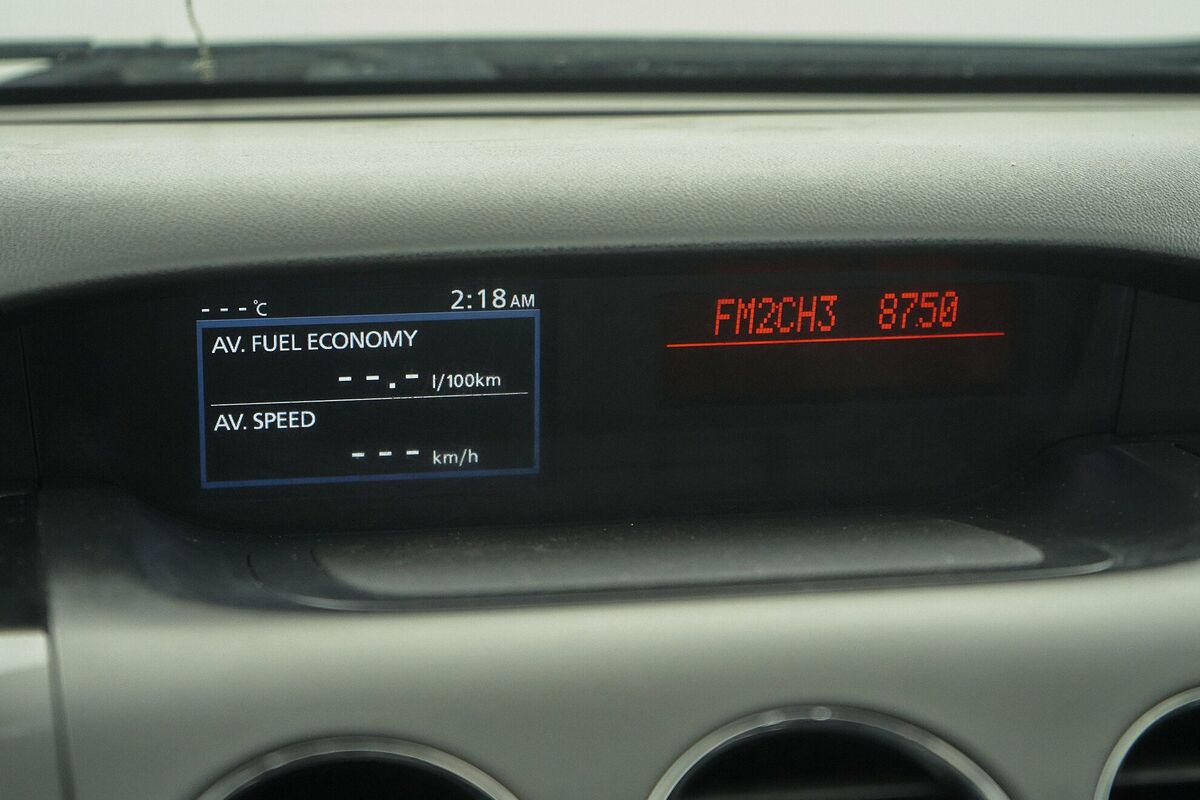 ---°C 2:18 AM
AV. FUEL ECONOMY
--.- l/100km
AV. SPEED
--- km/h
FM2CH3 87.50